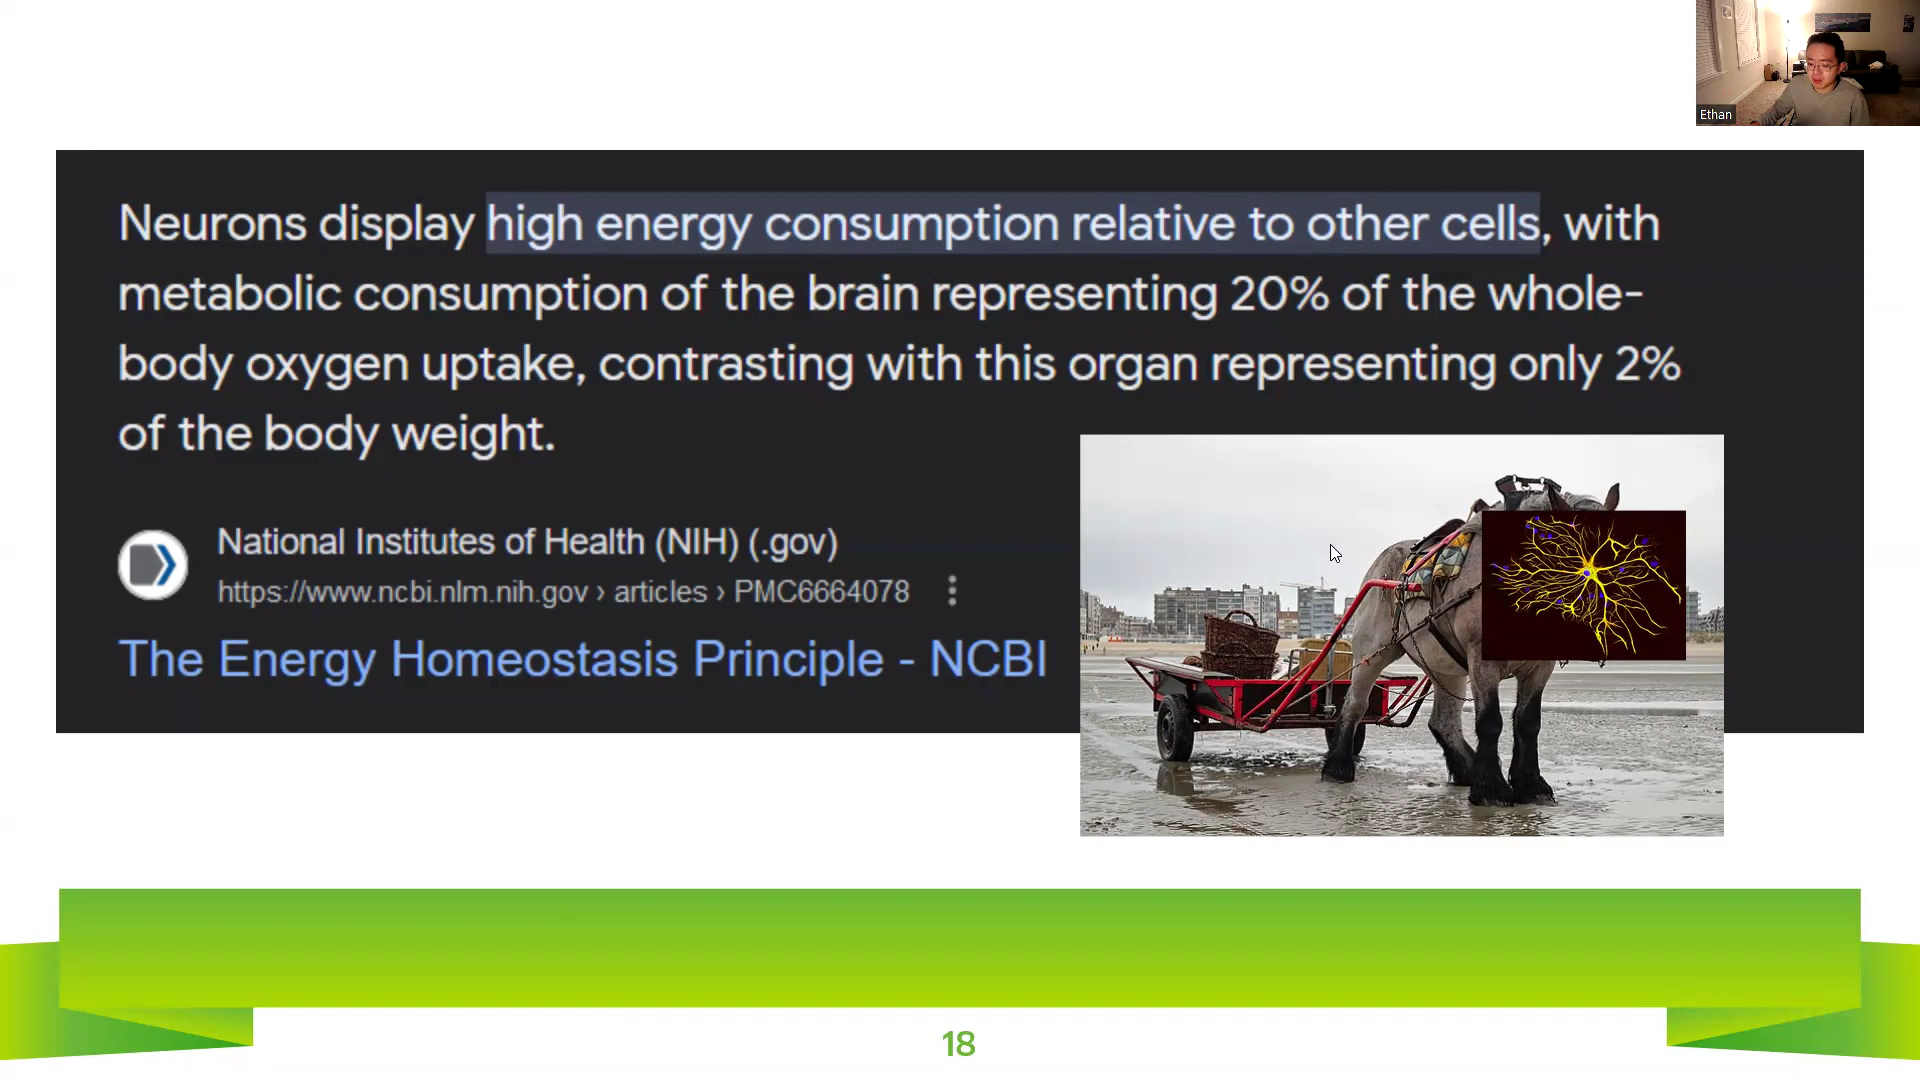 Ethan
Neurons display high energy consumption relative to other cells, with
metabolic consumption of the brain representing 20% of the whole-
body oxygen uptake, contrasting with this organ representing only 2%
of the body weight.
National Institutes of Health (NIH) (.gov)
https://www.ncbi.nlm.nih.gov › articles › PMC6664078
The Energy Homeostasis Principle - NCBI
18